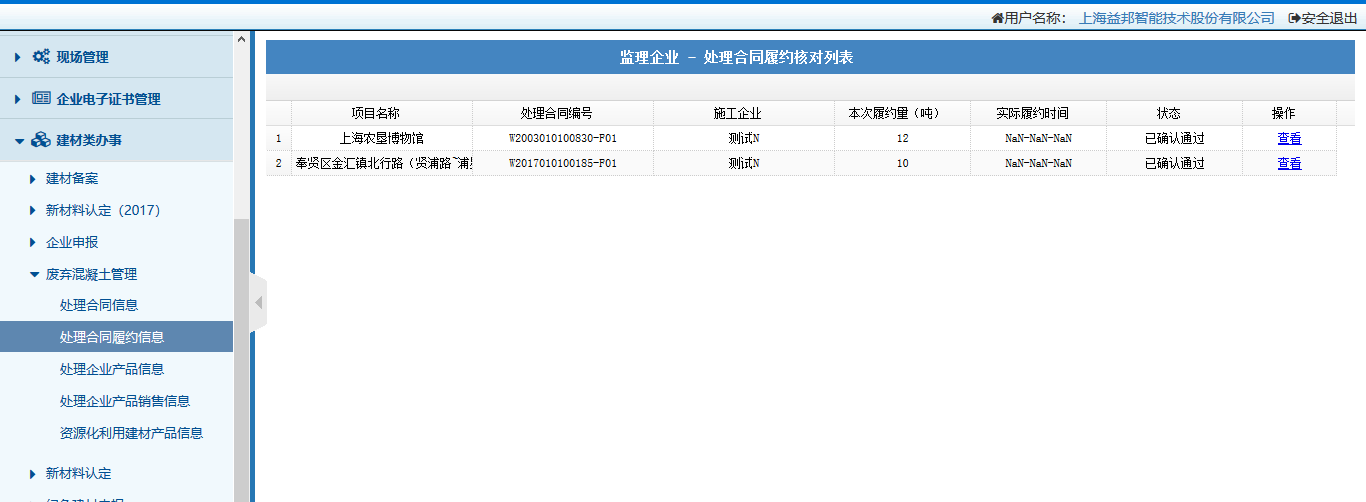 用户名称： 上海益邦智能技术股份有限公司 安全退出
现场管理
企业电子证书管理
建材类办事
建材备案
新材料认定（2017）
企业申报
废弃混凝土管理
处理合同信息
处理合同履约信息
处理企业产品信息
处理企业产品销售信息
资源化利用建材产品信息
新材料认定
监理企业 － 处理合同履约核对列表
项目名称 处理合同编号 施工企业 本次履约量（吨） 实际履约时间 状态 操作
1 上海农垦博物馆 W2003010100830-F01 测试N 12 NaN-NaN-NaN 已确认通过 查看
2 奉贤区金汇镇北行路（贤浦路~浦 W2017010100185-F01 测试N 10 NaN-NaN-NaN 已确认通过 查看